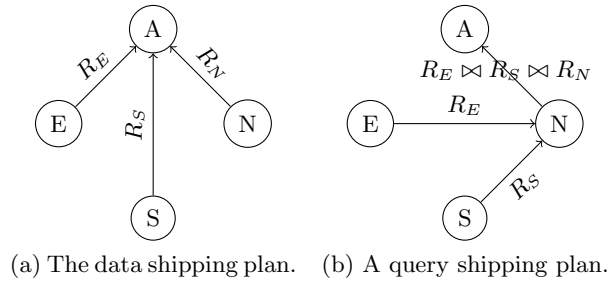 A
R_E
R_N
E
R_S
N
S
(a) The data shipping plan.
A
R_E ⋈ R_S ⋈ R_N
R_E
E
N
R_S
S
(b) A query shipping plan.